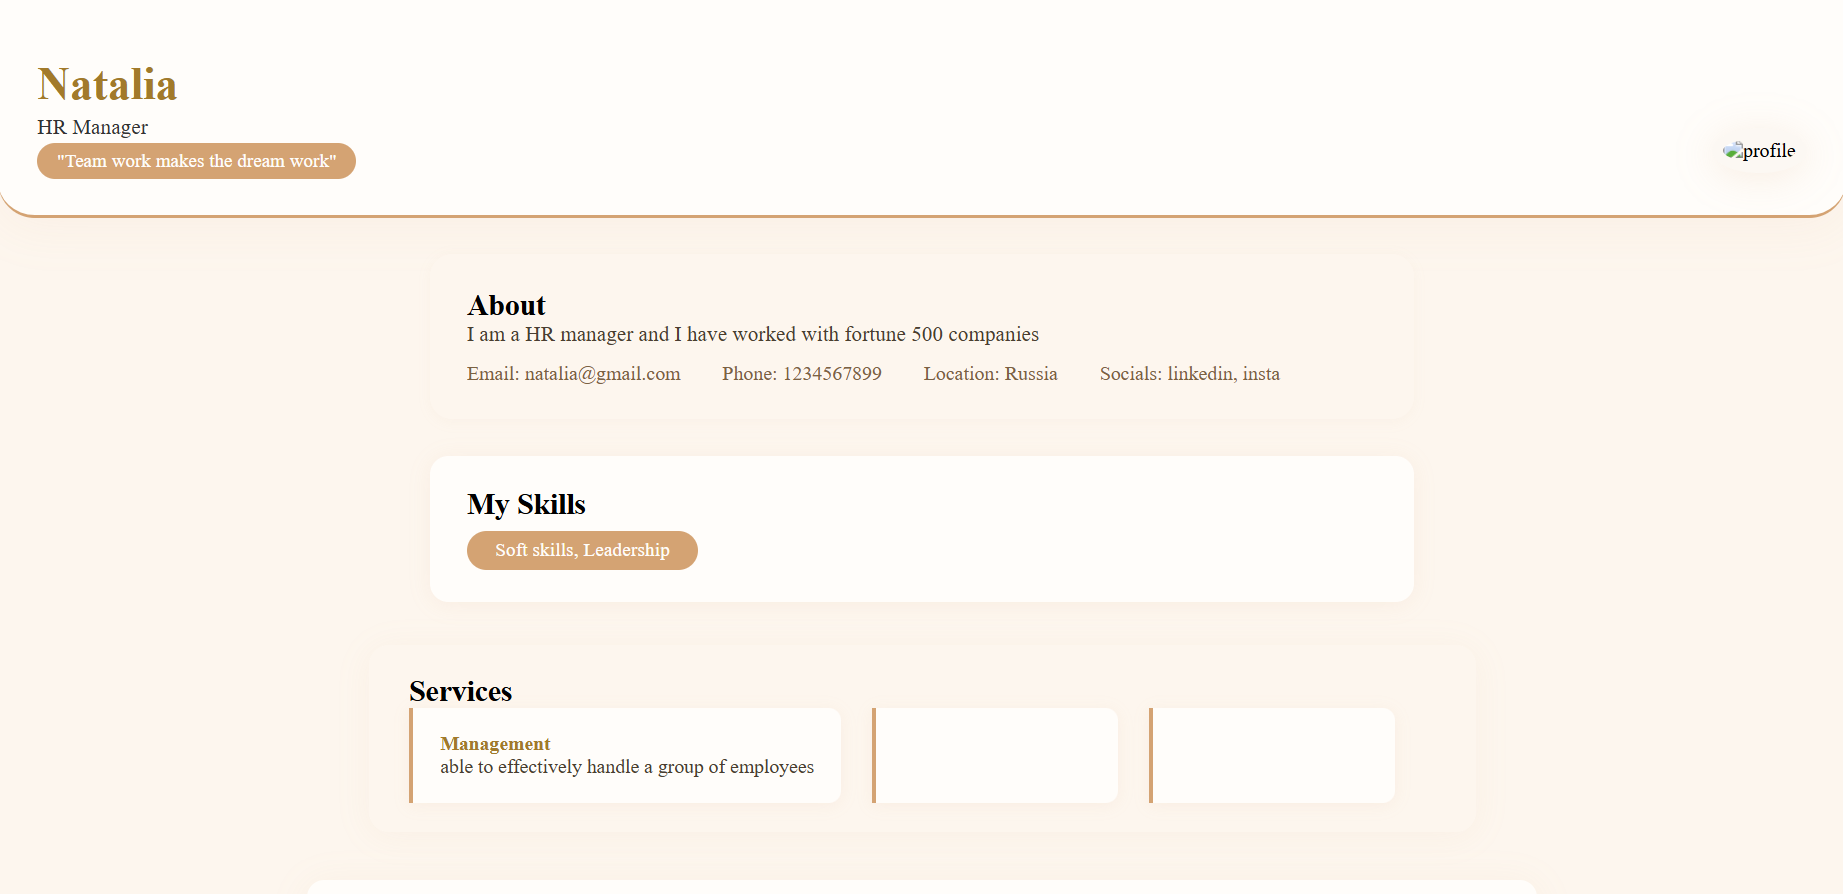 Natalia
HR Manager
"Team work makes the dream work"
profile
About
I am a HR manager and I have worked with fortune 500 companies
Email: natalia@gmail.com Phone: 1234567899 Location: Russia Socials: linkedin, insta
My Skills
Soft skills, Leadership
Services
Management
able to effectively handle a group of employees